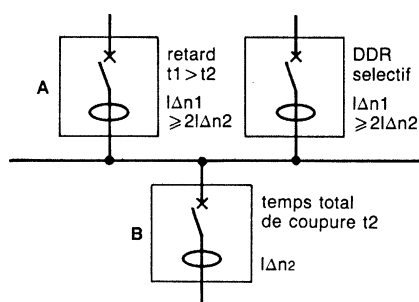 A
retard
t1 > t2
IΔn1
⩾2IΔn2
DDR
selectif
IΔn1
⩾2IΔn2
B
temps total
de coupure t2
IΔn2